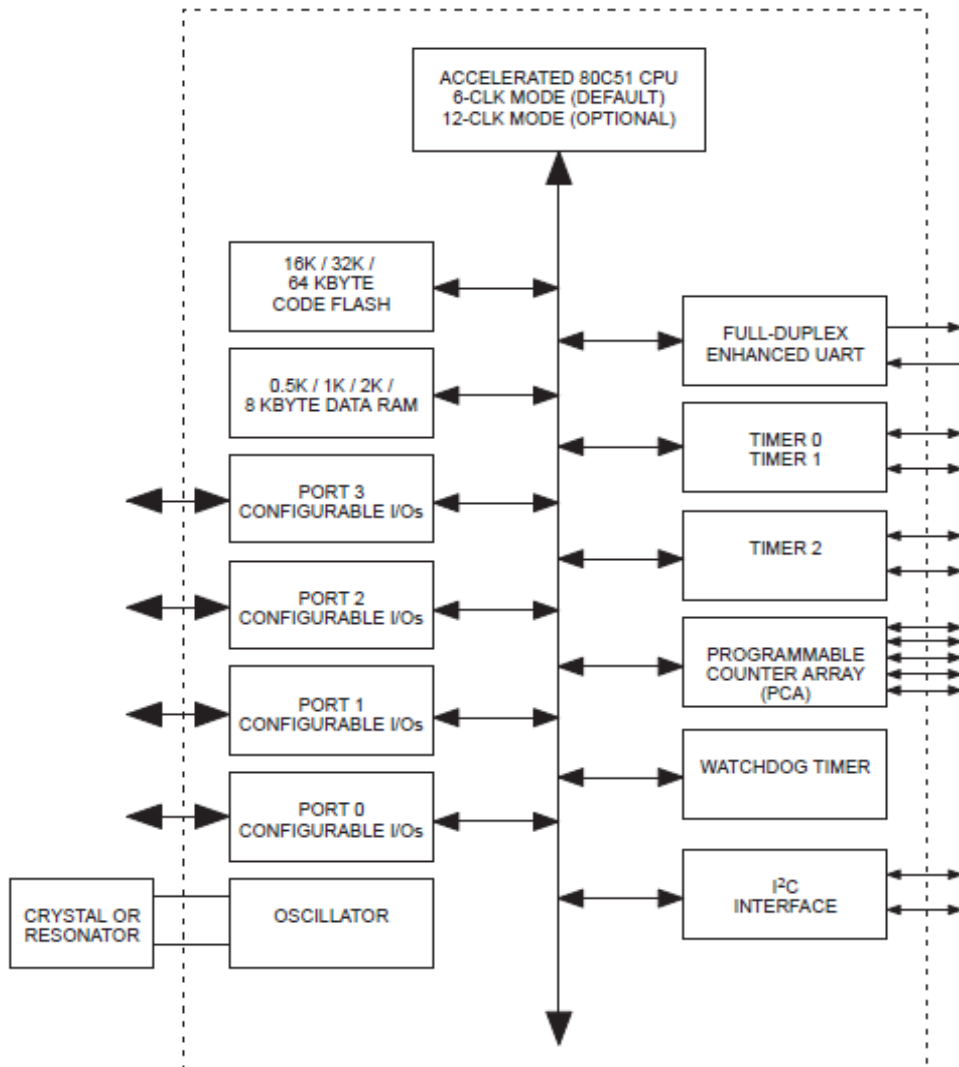 ACCELERATED 80C51 CPU
6-CLK MODE (DEFAULT)
12-CLK MODE (OPTIONAL)
16K / 32K /
64 KBYTE
CODE FLASH
FULL-DUPLEX
ENHANCED UART
0.5K / 1K / 2K /
8 KBYTE DATA RAM
TIMER 0
TIMER 1
PORT 3
CONFIGURABLE I/Os
TIMER 2
PORT 2
CONFIGURABLE I/Os
PROGRAMMABLE
COUNTER ARRAY
(PCA)
PORT 1
CONFIGURABLE I/Os
WATCHDOG TIMER
PORT 0
CONFIGURABLE I/Os
I²C
INTERFACE
CRYSTAL OR
RESONATOR
OSCILLATOR